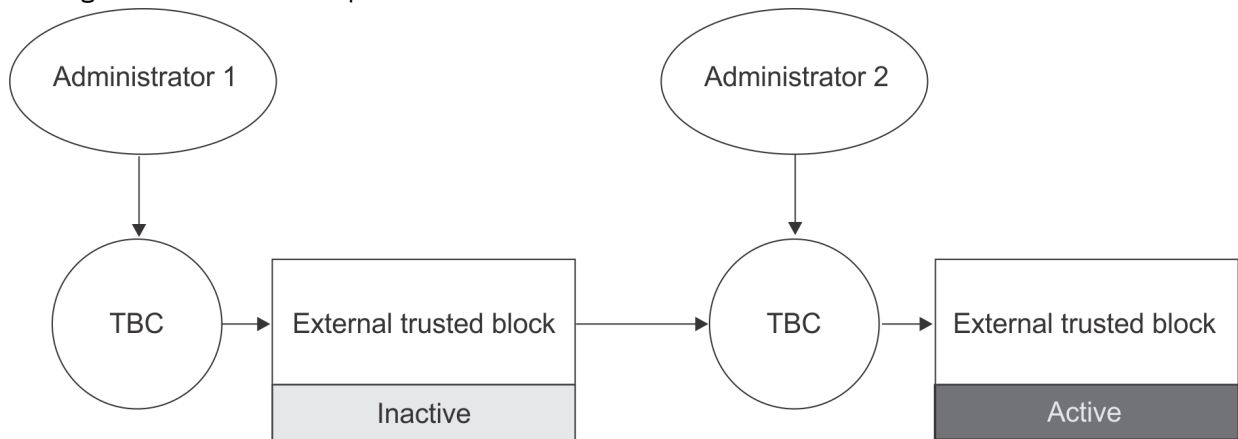 Administrator 1
Administrator 2
TBC
External trusted block
TBC
External trusted block
Inactive
Active